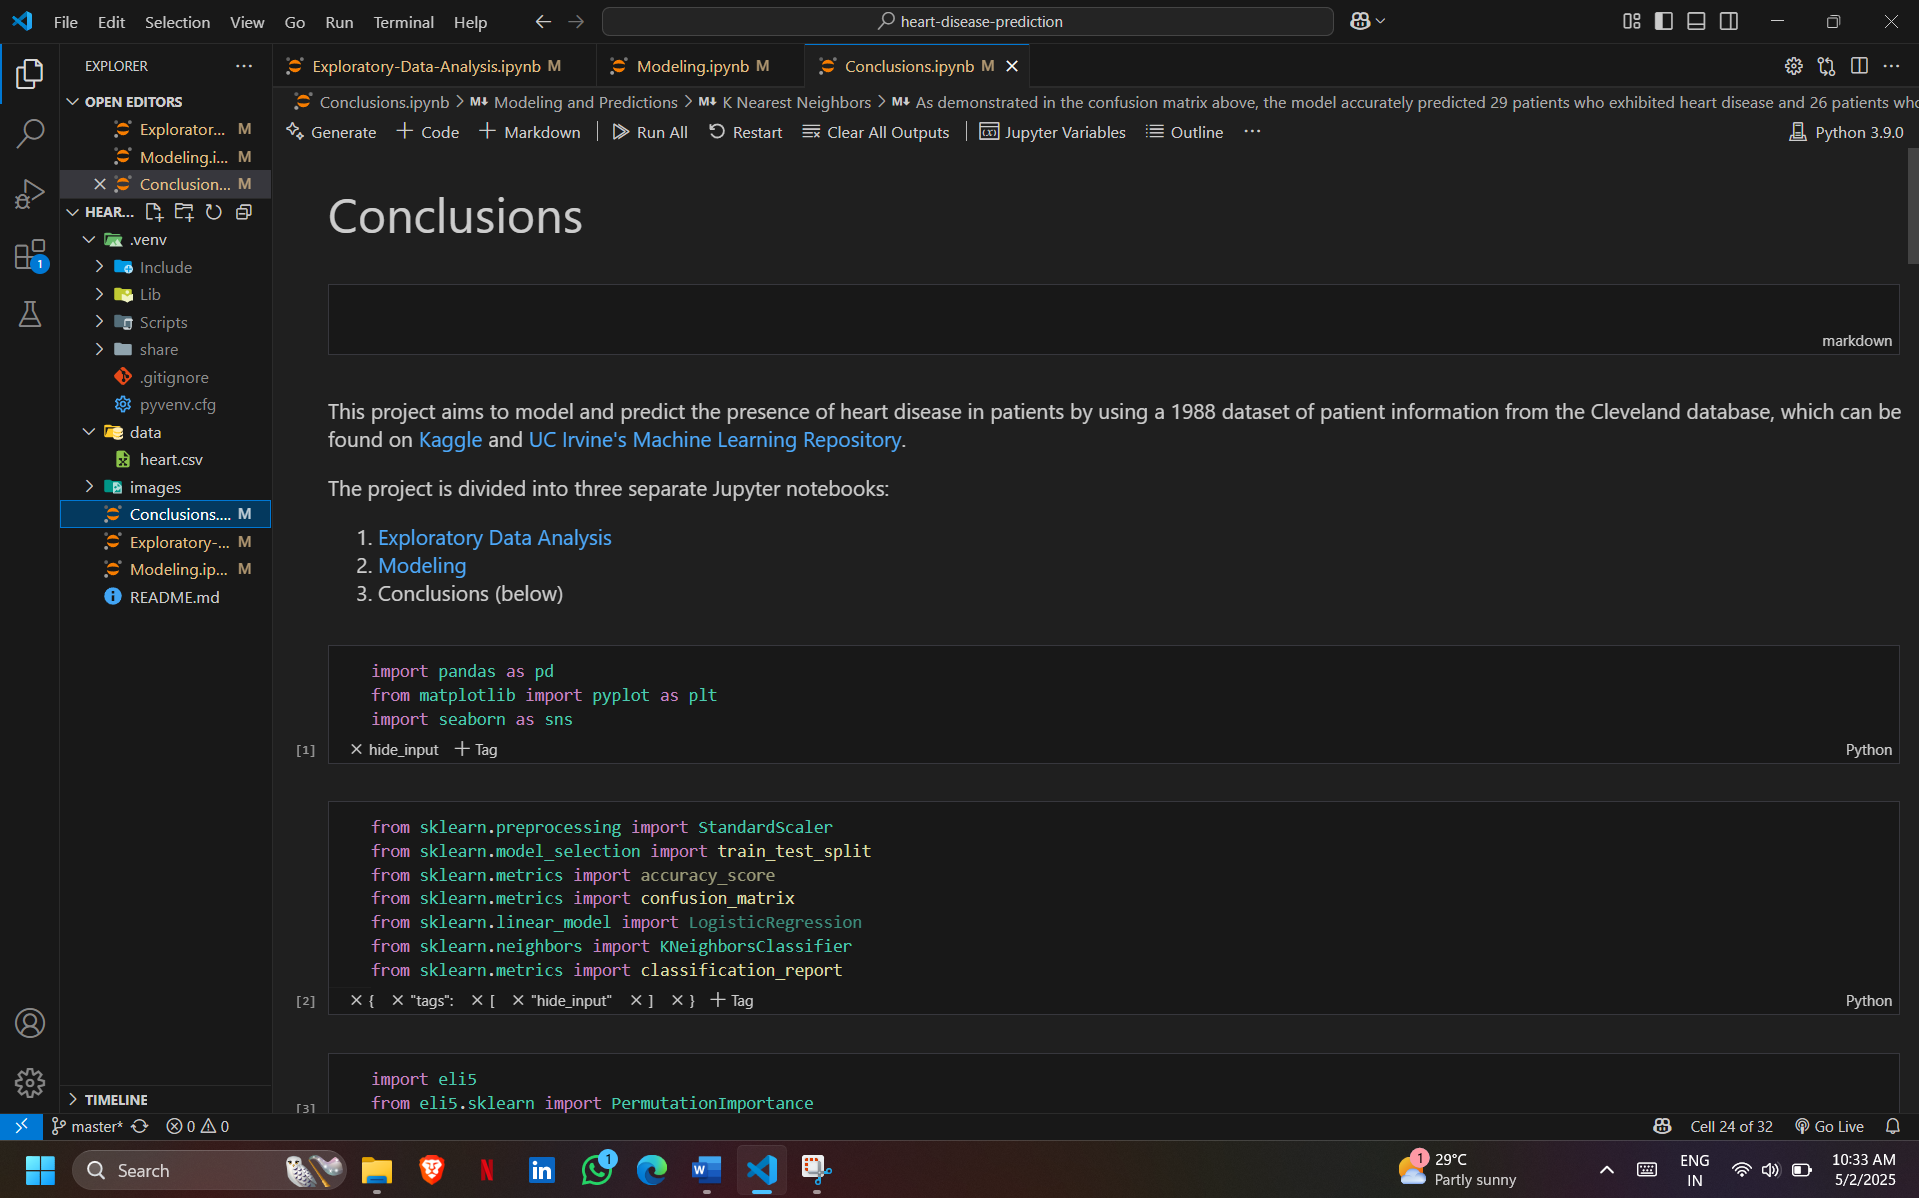 File Edit Selection View Go Run Terminal Help
heart-disease-prediction
EXPLORER
OPEN EDITORS
Explorator... M
Modeling.i... M
Conclusion... M
HEAR...
.venv
Include
Lib
Scripts
share
.gitignore
pyvenv.cfg
data
heart.csv
images
Conclusions.... M
Exploratory-... M
Modeling.ip... M
README.md
TIMELINE
1
Exploratory-Data-Analysis.ipynb M
Modeling.ipynb M
Conclusions.ipynb M
Conclusions.ipynb > M↓ Modeling and Predictions > M↓ K Nearest Neighbors > M↓ As demonstrated in the confusion matrix above, the model accurately predicted 29 patients who exhibited heart disease and 26 patients who
Generate + Code + Markdown Run All Restart Clear All Outputs Jupyter Variables Outline ... Python 3.9.0
Conclusions
markdown
This project aims to model and predict the presence of heart disease in patients by using a 1988 dataset of patient information from the Cleveland database, which can be
found on Kaggle and UC Irvine's Machine Learning Repository.
The project is divided into three separate Jupyter notebooks:
1. Exploratory Data Analysis
2. Modeling
3. Conclusions (below)
import pandas as pd
from matplotlib import pyplot as plt
import seaborn as sns
[1] × hide_input + Tag Python
from sklearn.preprocessing import StandardScaler
from sklearn.model_selection import train_test_split
from sklearn.metrics import accuracy_score
from sklearn.metrics import confusion_matrix
from sklearn.linear_model import LogisticRegression
from sklearn.neighbors import KNeighborsClassifier
from sklearn.metrics import classification_report
[2] × { × "tags": × [ × "hide_input" × ] × } + Tag Python
import eli5
from eli5.sklearn import PermutationImportance
[3]
master* 0 0 Cell 24 of 32 Go Live
Search
in
1
W
1
29°C
Partly sunny
ENG
IN
10:33 AM
5/2/2025